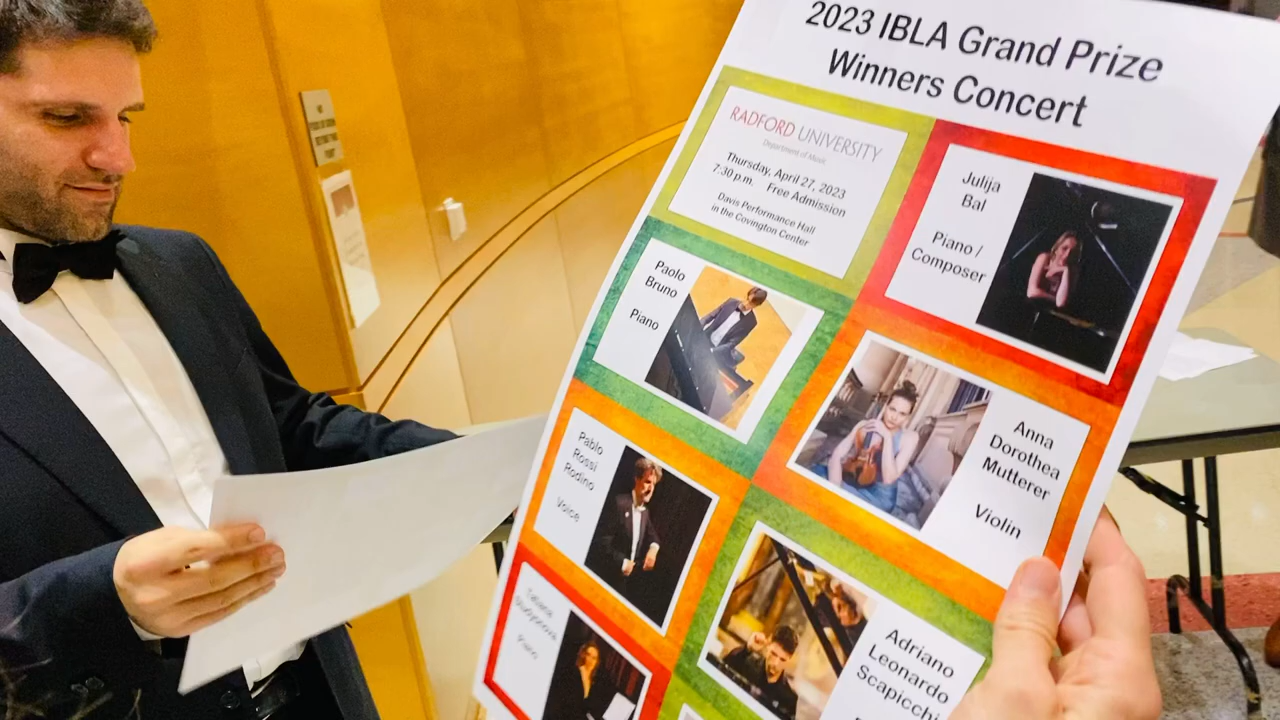 2023 IBLA Grand Prize
Winners Concert
RADFORD UNIVERSITY
Department of Music
Thursday, April 27, 2023
7:30 p.m. Free Admission
Davis Performance Hall
in the Covington Center
Julija
Bal
Piano /
Composer
Paolo
Bruno
Piano
Anna
Dorothea
Mutterer
Violin
Pablo
Rossi
Rodino
Voice
Adriano
Leonardo
Scapicchi